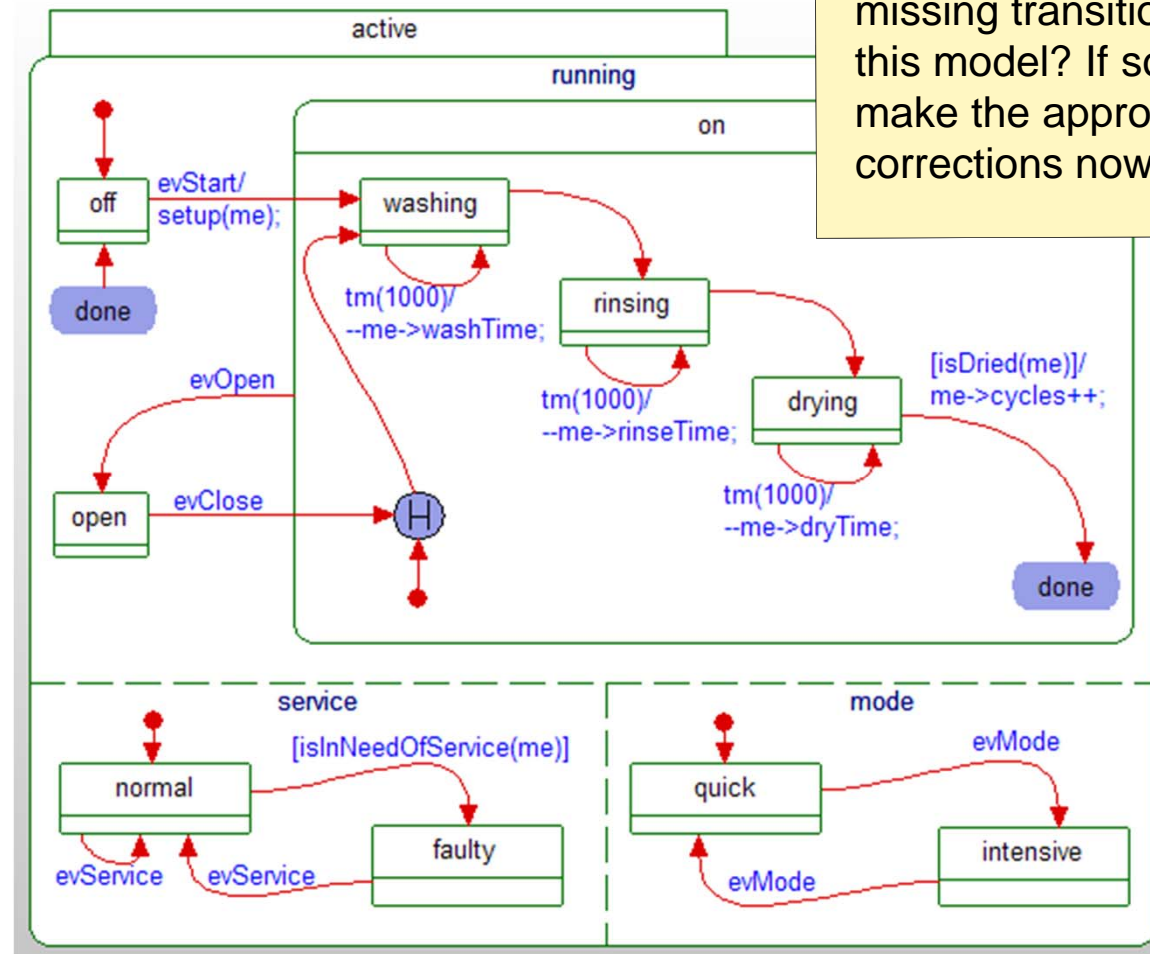 active
missing transitio
this model? If so
make the appro
corrections now
running
on
off
evStart/
setup(me);
washing
done
tm(1000)/
--me->washTime;
rinsing
evOpen
tm(1000)/
--me->rinseTime;
drying
[isDried(me)]/
me->cycles++;
open
evClose
H
tm(1000)/
--me->dryTime;
done
service
normal
[isInNeedOfService(me)]
faulty
evService
evService
mode
quick
evMode
intensive
evMode